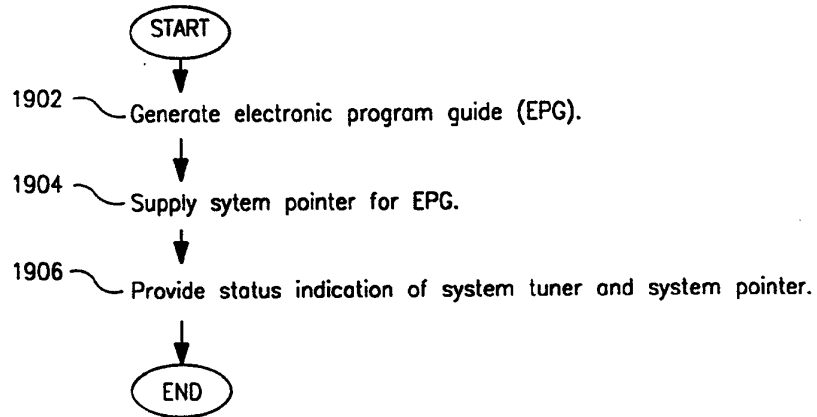 START
1902 Generate electronic program guide (EPG).
1904 Supply sytem pointer for EPG.
1906 Provide status indication of system tuner and system pointer.
END